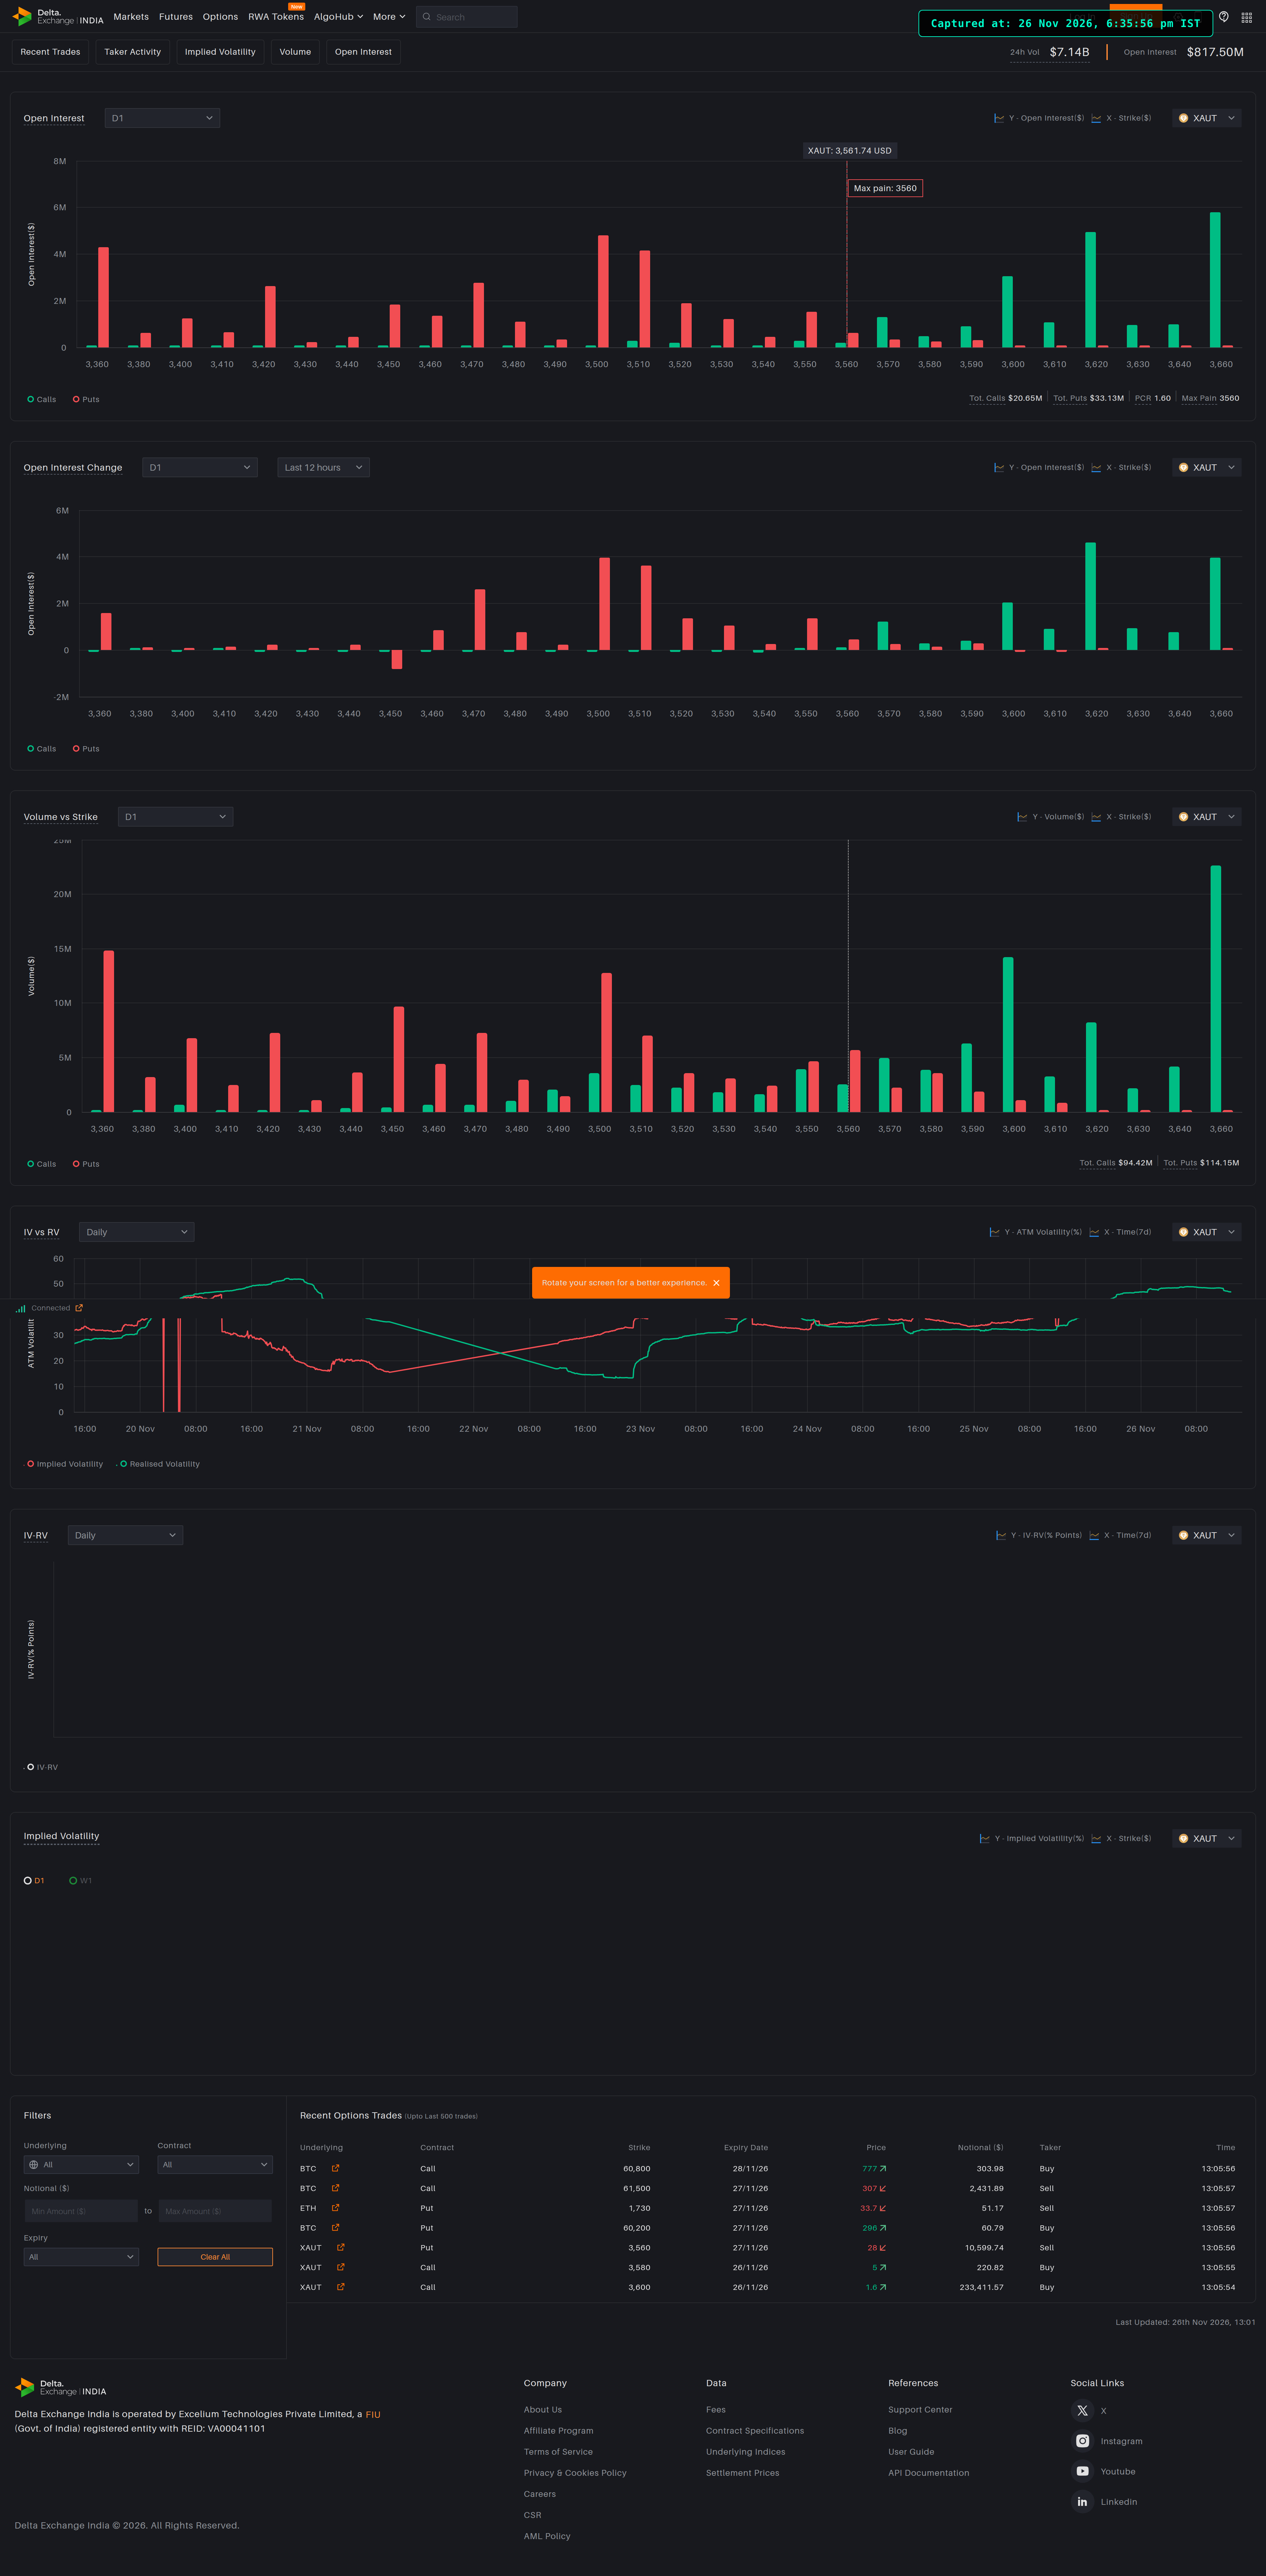 Delta. Exchange | INDIA
Markets Futures Options RWA Tokens New AlgoHub More Search
Captured at: 26 Nov 2026, 6:35:56 pm IST
Recent Trades Taker Activity Implied Volatility Volume Open Interest
24h Vol $7.14B Open Interest $817.50M
Open Interest D1 Y - Open Interest($) X - Strike($) XAUT
XAUT: 3,561.74 USD
Max pain: 3560
8M
6M
4M
2M
0
Open Interest($)
3,360 3,380 3,400 3,410 3,420 3,430 3,440 3,450 3,460 3,470 3,480 3,490 3,500 3,510 3,520 3,530 3,540 3,550 3,560 3,570 3,580 3,590 3,600 3,610 3,620 3,630 3,640 3,660
Calls Puts
Tot. Calls $20.65M Tot. Puts $33.13M PCR 1.60 Max Pain 3560
Open Interest Change D1 Last 12 hours Y - Open Interest($) X - Strike($) XAUT
6M
4M
2M
0
-2M
Open Interest($)
3,360 3,380 3,400 3,410 3,420 3,430 3,440 3,450 3,460 3,470 3,480 3,490 3,500 3,510 3,520 3,530 3,540 3,550 3,560 3,570 3,580 3,590 3,600 3,610 3,620 3,630 3,640 3,660
Calls Puts
Volume vs Strike D1 Y - Volume($) X - Strike($) XAUT
25M
20M
15M
10M
5M
0
Volume($)
3,360 3,380 3,400 3,410 3,420 3,430 3,440 3,450 3,460 3,470 3,480 3,490 3,500 3,510 3,520 3,530 3,540 3,550 3,560 3,570 3,580 3,590 3,600 3,610 3,620 3,630 3,640 3,660
Calls Puts
Tot. Calls $94.42M Tot. Puts $114.15M
IV vs RV Daily Y - ATM Volatility(%) X - Time(7d) XAUT
60
50
Rotate your screen for a better experience.
Connected
30
20
10
0
ATM Volatilit
16:00 20 Nov 08:00 16:00 21 Nov 08:00 16:00 22 Nov 08:00 16:00 23 Nov 08:00 16:00 24 Nov 08:00 16:00 25 Nov 08:00 16:00 26 Nov 08:00
Implied Volatility Realised Volatility
IV-RV Daily Y - IV-RV(% Points) X - Time(7d) XAUT
IV-RV(% Points)
IV-RV
Implied Volatility Y - Implied Volatility(%) X - Strike($) XAUT
D1 W1
Filters
Underlying Contract
All All
Notional ($)
Min Amount ($) to Max Amount ($)
Expiry
All Clear All
Recent Options Trades (Upto Last 500 trades)
Underlying Contract Strike Expiry Date Price Notional ($) Taker Time
BTC Call 60,800 28/11/26 777 303.98 Buy 13:05:56
BTC Call 61,500 27/11/26 307 2,431.89 Sell 13:05:57
ETH Put 1,730 27/11/26 33.7 51.17 Sell 13:05:57
BTC Put 60,200 27/11/26 296 60.79 Buy 13:05:56
XAUT Put 3,560 27/11/26 28 10,599.74 Sell 13:05:56
XAUT Call 3,580 26/11/26 5 220.82 Buy 13:05:55
XAUT Call 3,600 26/11/26 1.6 233,411.57 Buy 13:05:54
Last Updated: 26th Nov 2026, 13:01
Delta. Exchange | INDIA
Delta Exchange India is operated by Excelium Technologies Private Limited, a FIU
(Govt. of India) registered entity with REID: VA00041101
Delta Exchange India © 2026. All Rights Reserved.
Company
About Us
Affiliate Program
Terms of Service
Privacy & Cookies Policy
Careers
CSR
AML Policy
Data
Fees
Contract Specifications
Underlying Indices
Settlement Prices
References
Support Center
Blog
User Guide
API Documentation
Social Links
X
Instagram
Youtube
Linkedin